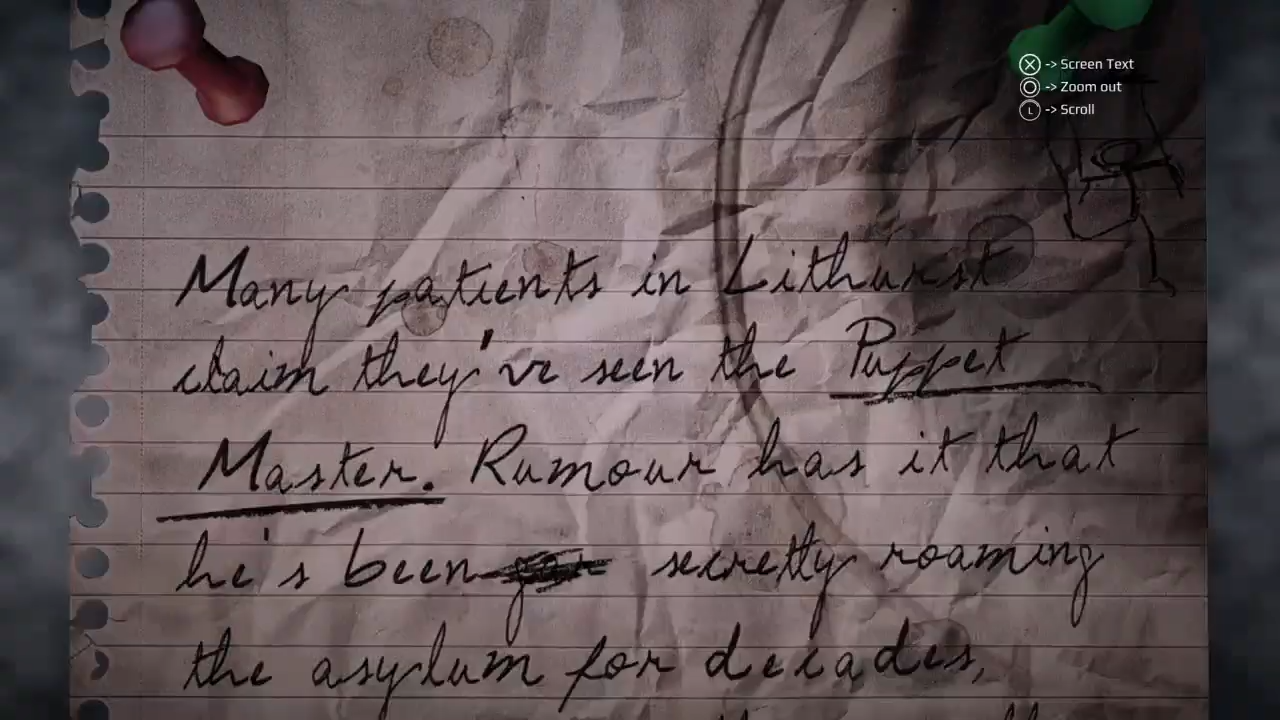 Ⓧ -> Screen Text
◯ -> Zoom out
Ⓛ -> Scroll
Many patients in Lithurst
claim they've seen the Puppet
Master. Rumour has it that
he's been secretly roaming
the asylum for decades,